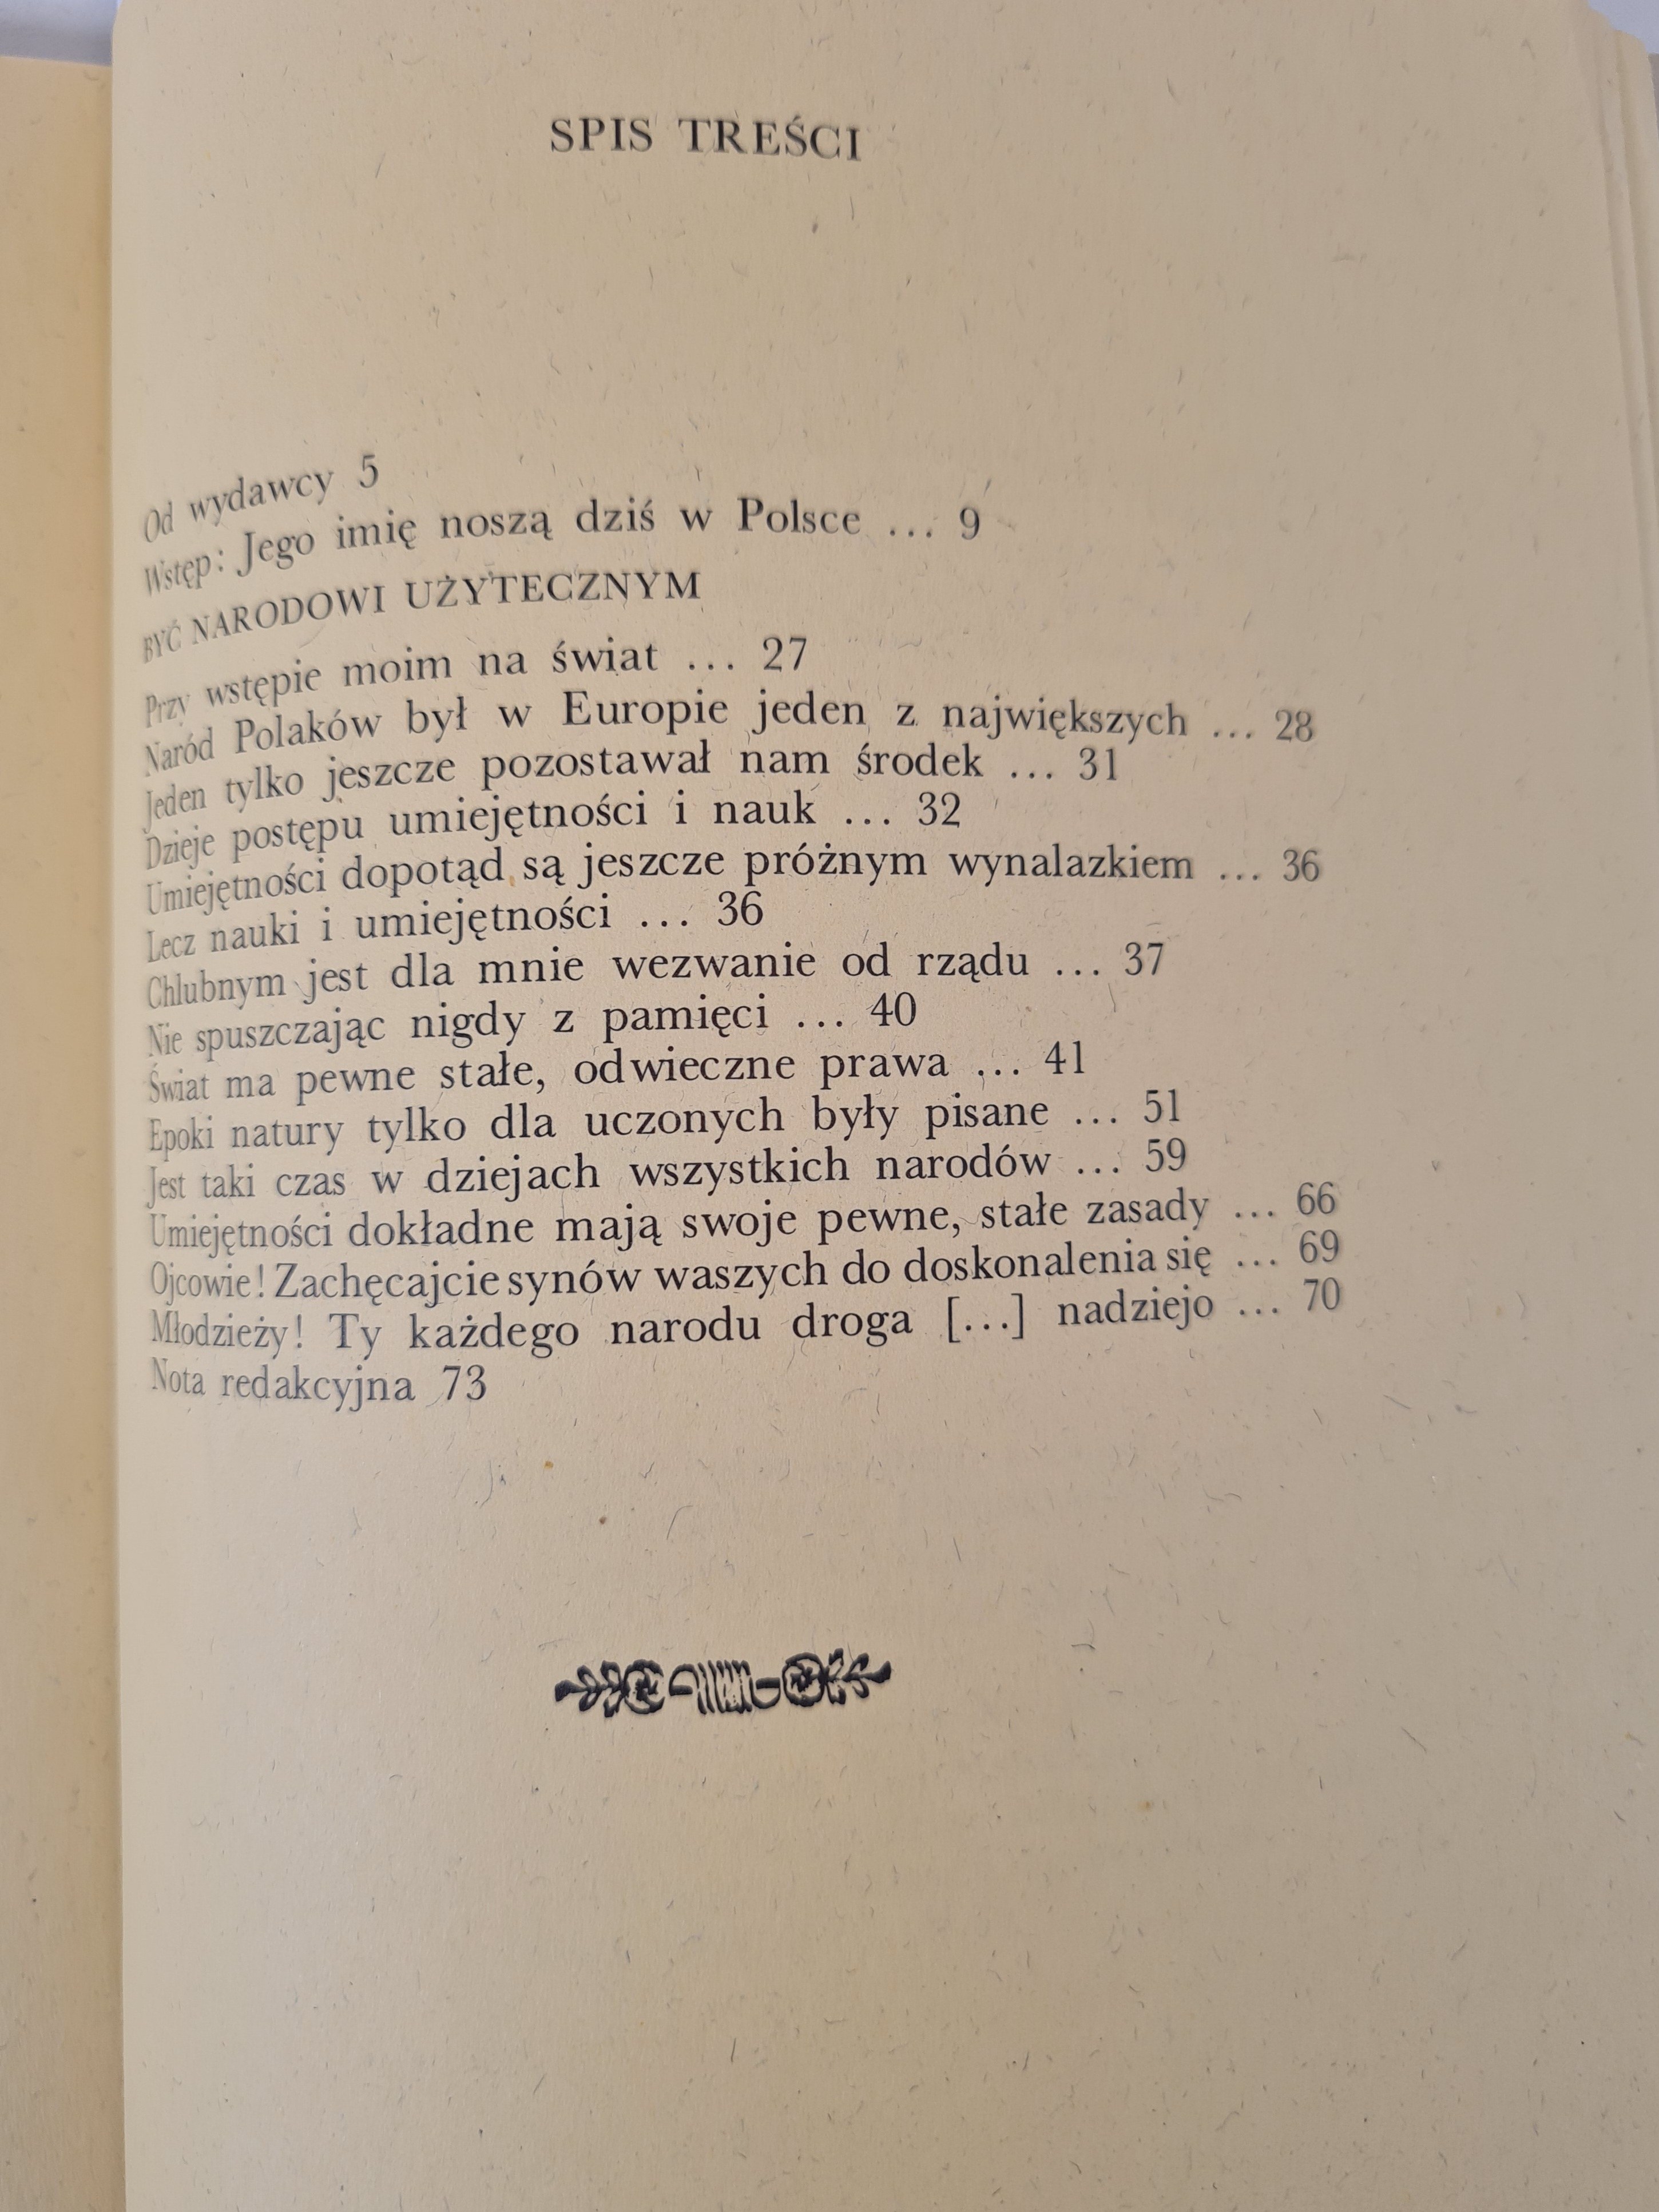 SPIS TREŚCI
Od wydawcy 5
Wstęp: Jego imię noszą dziś w Polsce ... 9
BYĆ NARODOWI UŻYTECZNYM
Przy wstępie moim na świat ... 27
Naród Polaków był w Europie jeden z największych ... 28
Jeden tylko jeszcze pozostawał nam środek ... 31
Dzieje postępu umiejętności i nauk ... 32
Umiejętności dopotąd są jeszcze próżnym wynalazkiem ... 36
Lecz nauki i umiejętności ... 36
Chlubnym jest dla mnie wezwanie od rządu ... 37
Nie spuszczając nigdy z pamięci ... 40
Świat ma pewne stałe, odwieczne prawa ... 41
Epoki natury tylko dla uczonych były pisane ... 51
Jest taki czas w dziejach wszystkich narodów ... 59
Umiejętności dokładne mają swoje pewne, stałe zasady ... 66
Ojcowie! Zachęcajcie synów waszych do doskonalenia się ... 69
Młodzieży! Ty każdego narodu droga [...] nadziejo ... 70
Nota redakcyjna 73